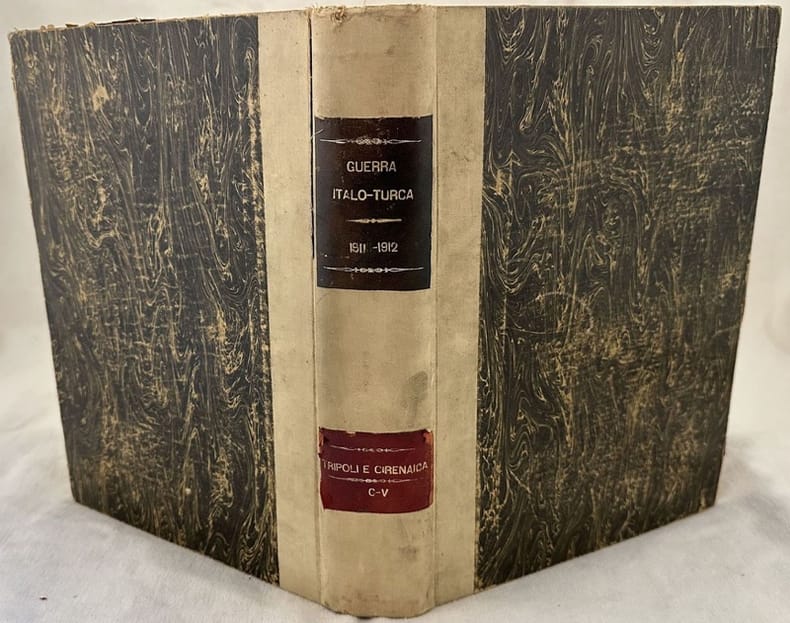 GUERRA
ITALO-TURCA
1911-1912
TRIPOLI E CIRENAICA
C-V